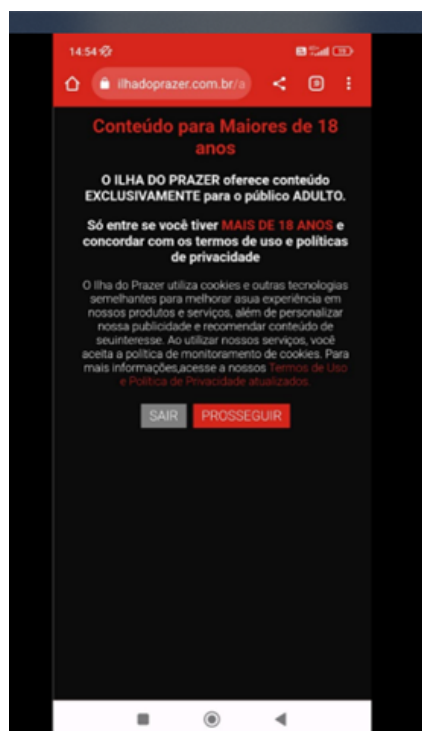 14:54
ilhadoprazer.com.br/a
Conteúdo para Maiores de 18
anos
O ILHA DO PRAZER oferece conteúdo
EXCLUSIVAMENTE para o público ADULTO.
Só entre se você tiver MAIS DE 18 ANOS e
concordar com os termos de uso e políticas
de privacidade
O Ilha do Prazer utiliza cookies e outras tecnologias
semelhantes para melhorar asua experiência em
nossos produtos e serviços, além de personalizar
nossa publicidade e recomendar conteúdo de
seuinteresse. Ao utilizar nossos serviços, você
aceita a política de monitoramento de cookies. Para
mais informações,acesse a nossos Termos de Uso
e Politica de Privacidade atualizados.
SAIR PROSSEGUIR